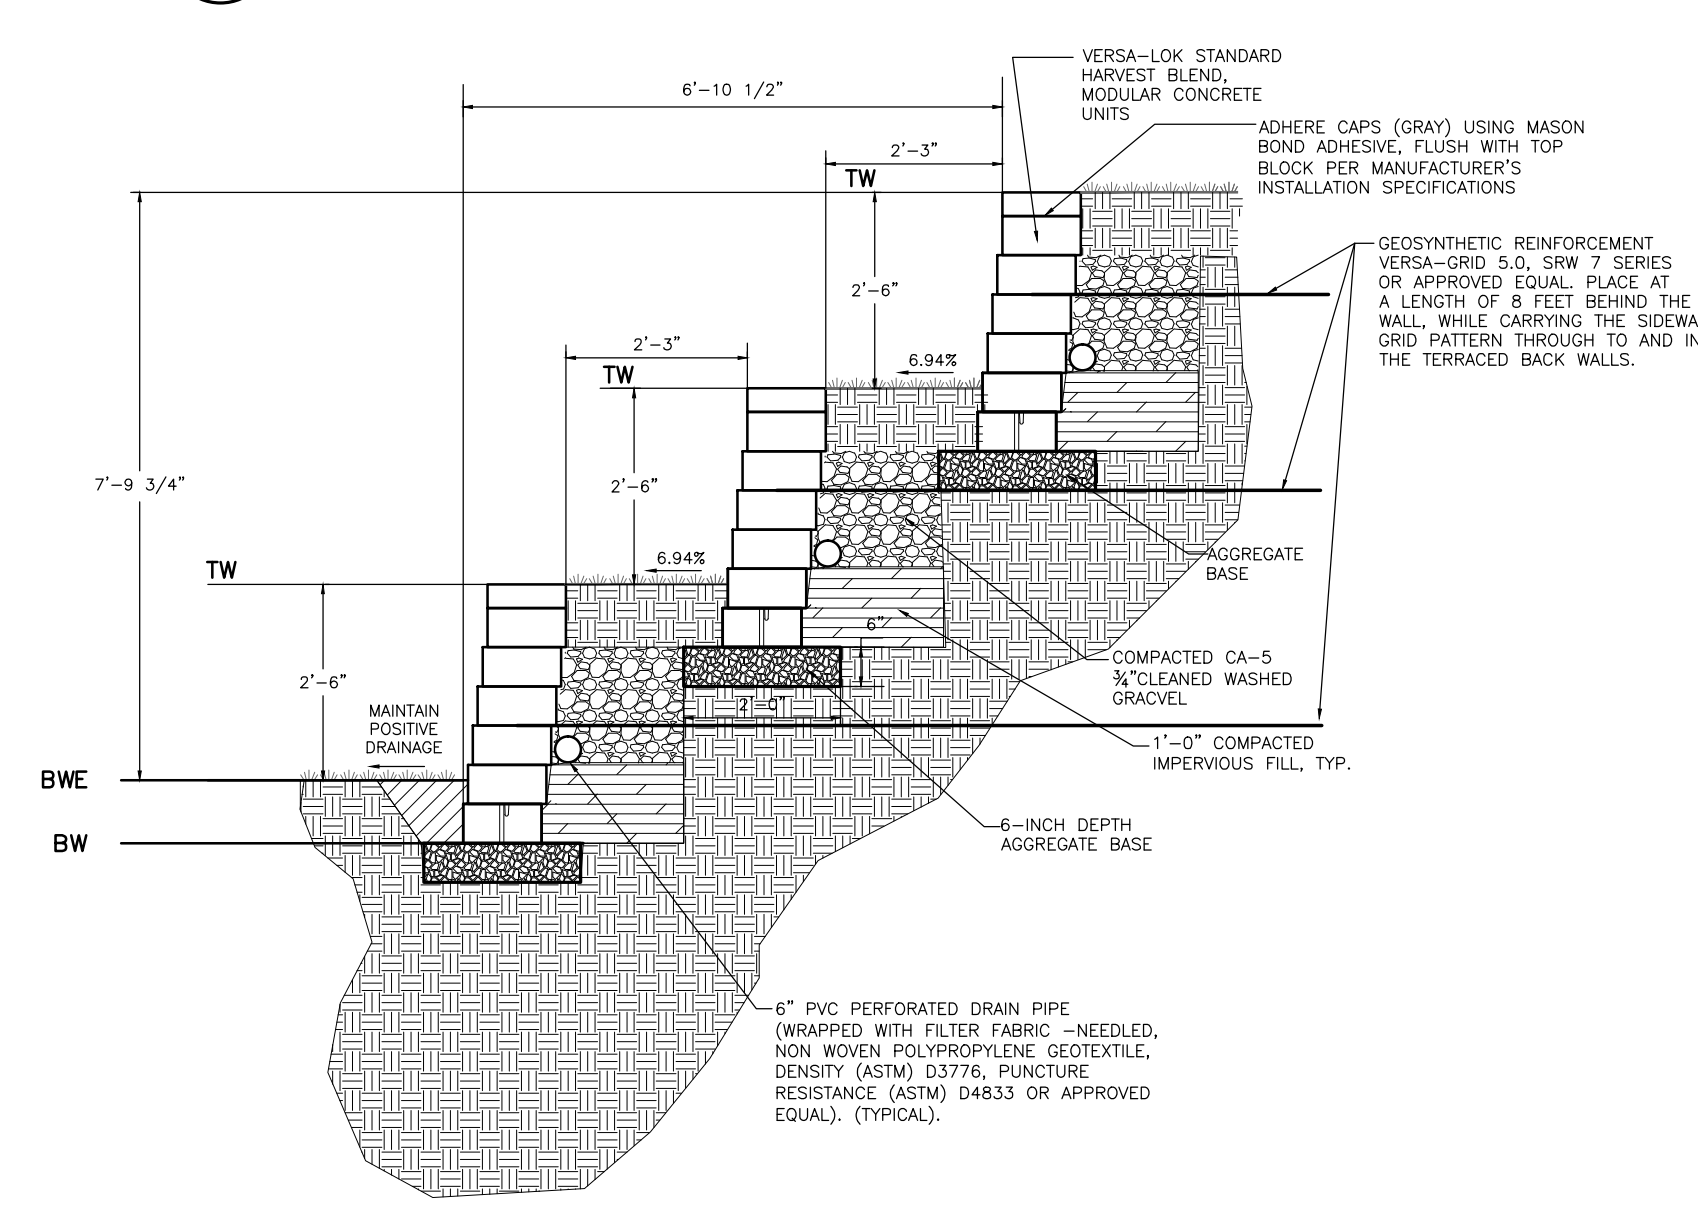 VERSA-LOK STANDARD
HARVEST BLEND,
MODULAR CONCRETE
UNITS
6'-10 1/2"
ADHERE CAPS (GRAY) USING MASON
BOND ADHESIVE, FLUSH WITH TOP
BLOCK PER MANUFACTURER'S
INSTALLATION SPECIFICATIONS
2'-3"
TW
GEOSYNTHETIC REINFORCEMENT
VERSA-GRID 5.0, SRW 7 SERIES
OR APPROVED EQUAL. PLACE AT
A LENGTH OF 8 FEET BEHIND THE
WALL, WHILE CARRYING THE SIDEWA
GRID PATTERN THROUGH TO AND IN
THE TERRACED BACK WALLS.
2'-6"
2'-3"
6.94%
TW
7'-9 3/4"
2'-6"
AGGREGATE
BASE
6.94%
TW
6"
COMPACTED CA-5
¾"CLEANED WASHED
GRACVEL
2'-6"
2'-0"
MAINTAIN
POSITIVE
DRAINAGE
1'-0" COMPACTED
IMPERVIOUS FILL, TYP.
BWE
6-INCH DEPTH
AGGREGATE BASE
BW
6" PVC PERFORATED DRAIN PIPE
(WRAPPED WITH FILTER FABRIC -NEEDLED,
NON WOVEN POLYPROPYLENE GEOTEXTILE,
DENSITY (ASTM) D3776, PUNCTURE
RESISTANCE (ASTM) D4833 OR APPROVED
EQUAL). (TYPICAL).